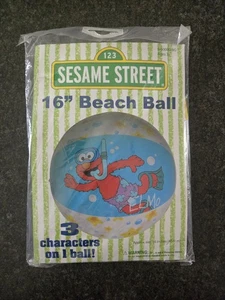 123
SESAME STREET
16” Beach Ball
ELMO
3
characters
on 1 ball!